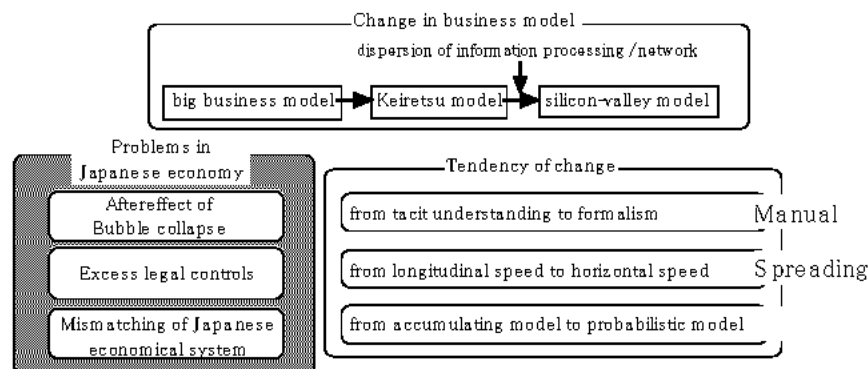 Change in business model
dispersion of information processing /network
big business model
Keiretsu model
silicon-valley model
Problems in
Japanese economy
Aftereffect of
Bubble collapse
Excess legal controls
Mismatching of Japanese
economical system
Tendency of change
from tacit understanding to formalism
Manual
from longitudinal speed to horizontal speed
Spreading
from accumulating model to probabilistic model